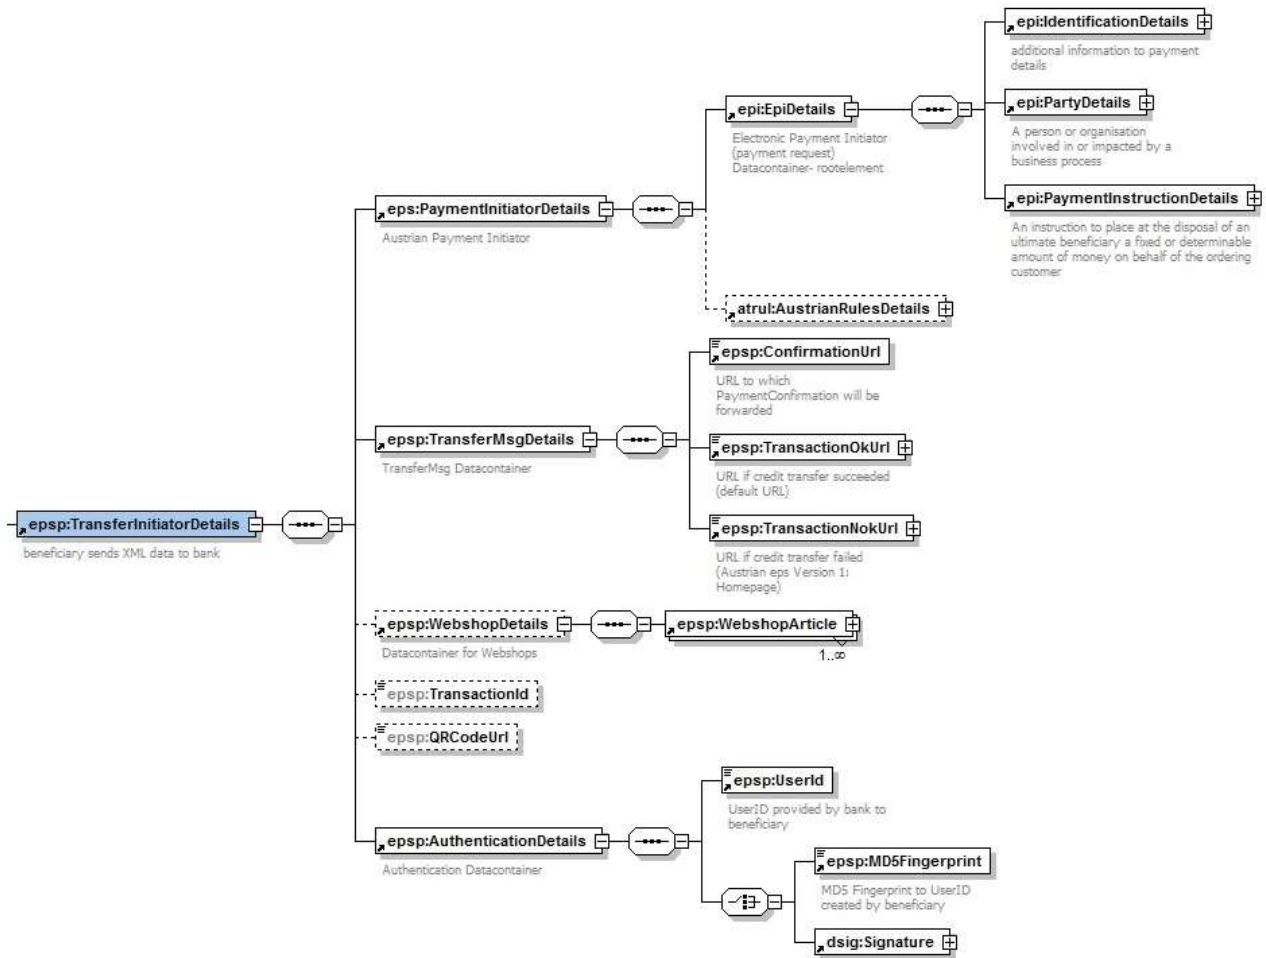 epi:IdentificationDetails
additional information to payment
details
epi:EpiDetails
Electronic Payment Initiator
(payment request)
Datacontainer- rootelement
epi:PartyDetails
A person or organisation
involved in or impacted by a
business process
epi:PaymentInstructionDetails
An instruction to place at the disposal of an
ultimate beneficiary a fixed or determinable
amount of money on behalf of the ordering
customer
eps:PaymentInitiatorDetails
Austrian Payment Initiator
atrul:AustrianRulesDetails
epsp:ConfirmationUrl
URL to which
PaymentConfirmation will be
forwarded
epsp:TransferMsgDetails
TransferMsg Datacontainer
epsp:TransactionOkUrl
URL if credit transfer succeeded
(default URL)
epsp:TransactionNokUrl
URL if credit transfer failed
(Austrian eps Version 1:
Homepage)
epsp:TransferInitiatorDetails
beneficiary sends XML data to bank
epsp:WebshopDetails
Datacontainer for Webshops
epsp:WebshopArticle
1..∞
epsp:TransactionId
epsp:QRCodeUrl
epsp:UserId
UserID provided by bank to
beneficiary
epsp:AuthenticationDetails
Authentication Datacontainer
epsp:MD5Fingerprint
MD5 Fingerprint to UserID
created by beneficiary
dsig:Signature